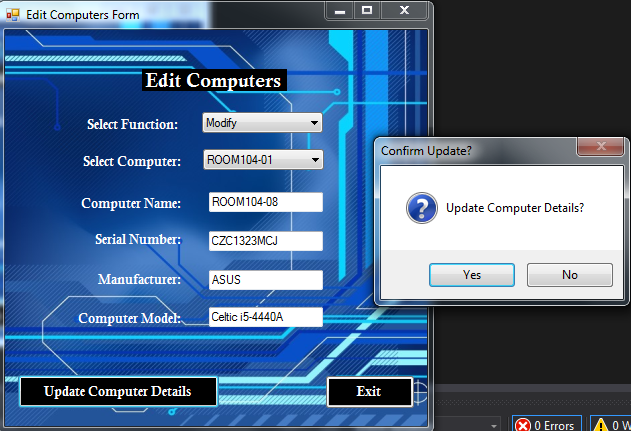 Edit Computers Form
Edit Computers
Select Function: Modify
Select Computer: ROOM104-01
Computer Name: ROOM104-08
Serial Number: CZC1323MCJ
Manufacturer: ASUS
Computer Model: Celtic i5-4440A
Update Computer Details Exit
Confirm Update?
? Update Computer Details?
Yes No
0 Errors
0 W